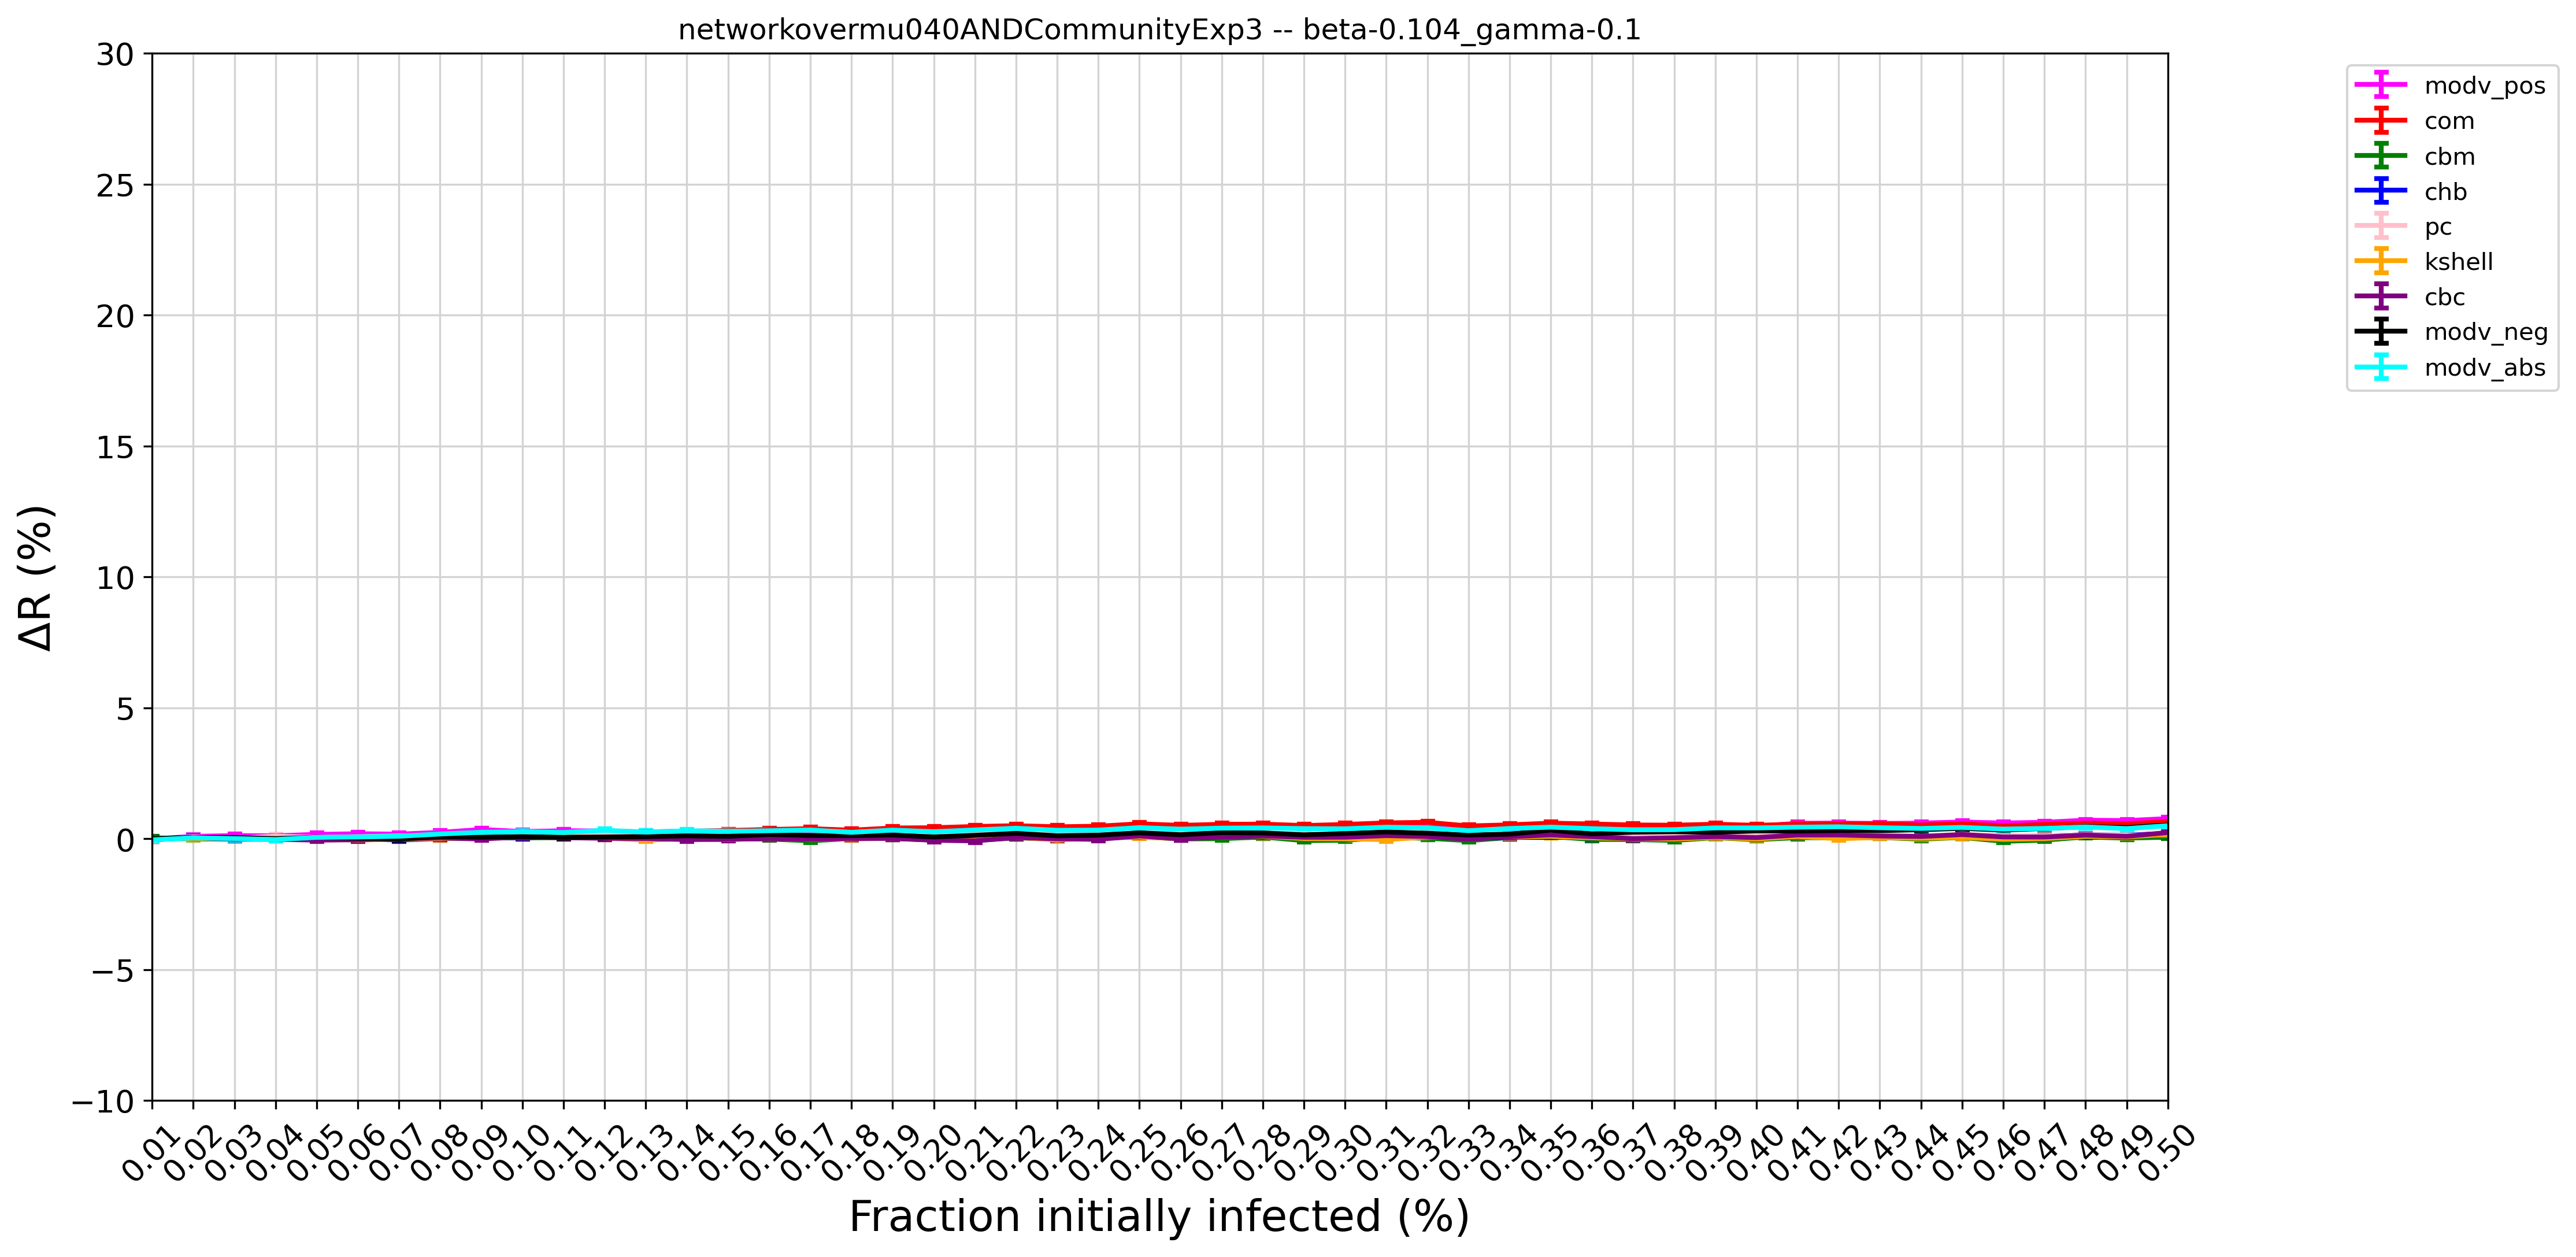 networkovermu040ANDCommunityExp3 -- beta-0.104_gamma-0.1
30
25
20
15
10
5
0
−5
−10
ΔR (%)
0.01 0.02 0.03 0.04 0.05 0.06 0.07 0.08 0.09 0.10 0.11 0.12 0.13 0.14 0.15 0.16 0.17 0.18 0.19 0.20 0.21 0.22 0.23 0.24 0.25 0.26 0.27 0.28 0.29 0.30 0.31 0.32 0.33 0.34 0.35 0.36 0.37 0.38 0.39 0.40 0.41 0.42 0.43 0.44 0.45 0.46 0.47 0.48 0.49 0.50
Fraction initially infected (%)
modv_pos
com
cbm
chb
pc
kshell
cbc
modv_neg
modv_abs